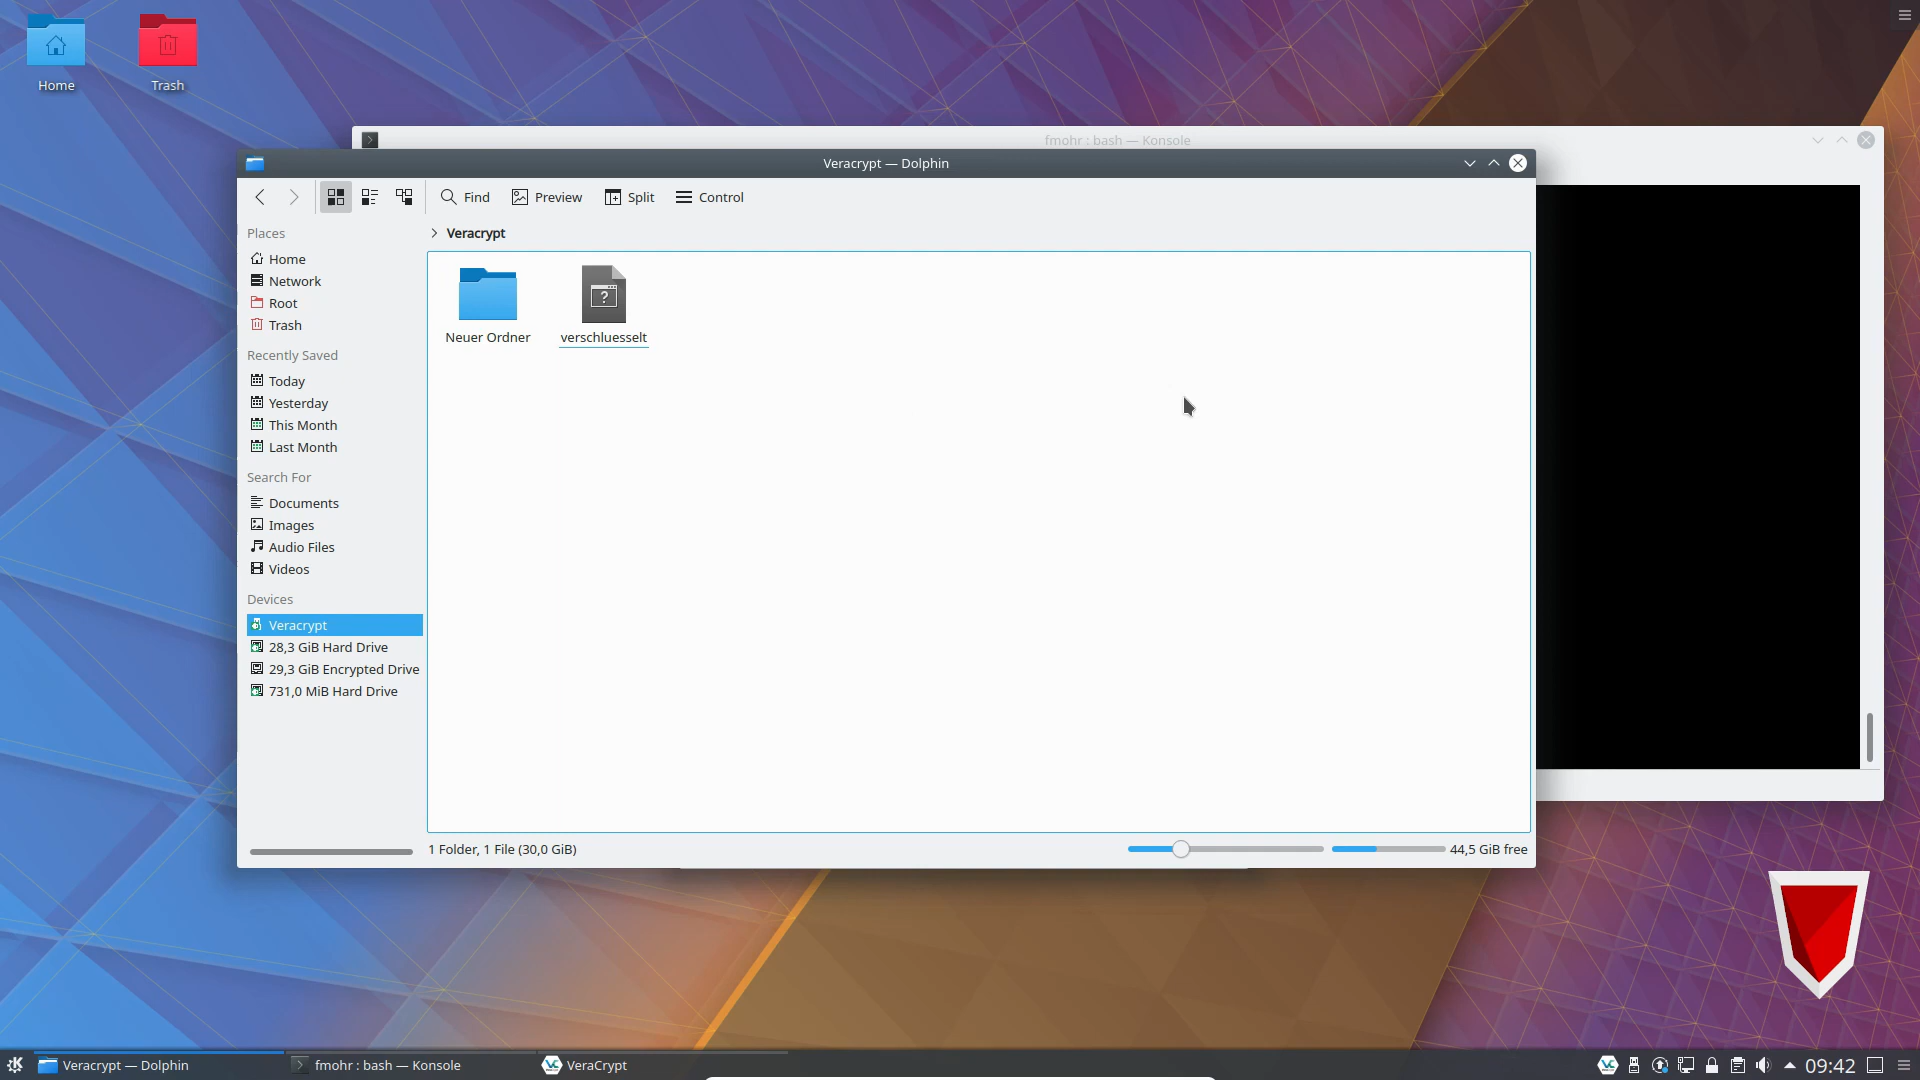 Home
Trash
fmohr : bash — Konsole
Veracrypt — Dolphin
Find
Preview
Split
Control
Places
Home
Network
Root
Trash
Recently Saved
Today
Yesterday
This Month
Last Month
Search For
Documents
Images
Audio Files
Videos
Devices
Veracrypt
28,3 GiB Hard Drive
29,3 GiB Encrypted Drive
731,0 MiB Hard Drive
> Veracrypt
Neuer Ordner
verschluesselt
1 Folder, 1 File (30,0 GiB)
44,5 GiB free
Veracrypt — Dolphin
fmohr : bash — Konsole
VeraCrypt
09:42